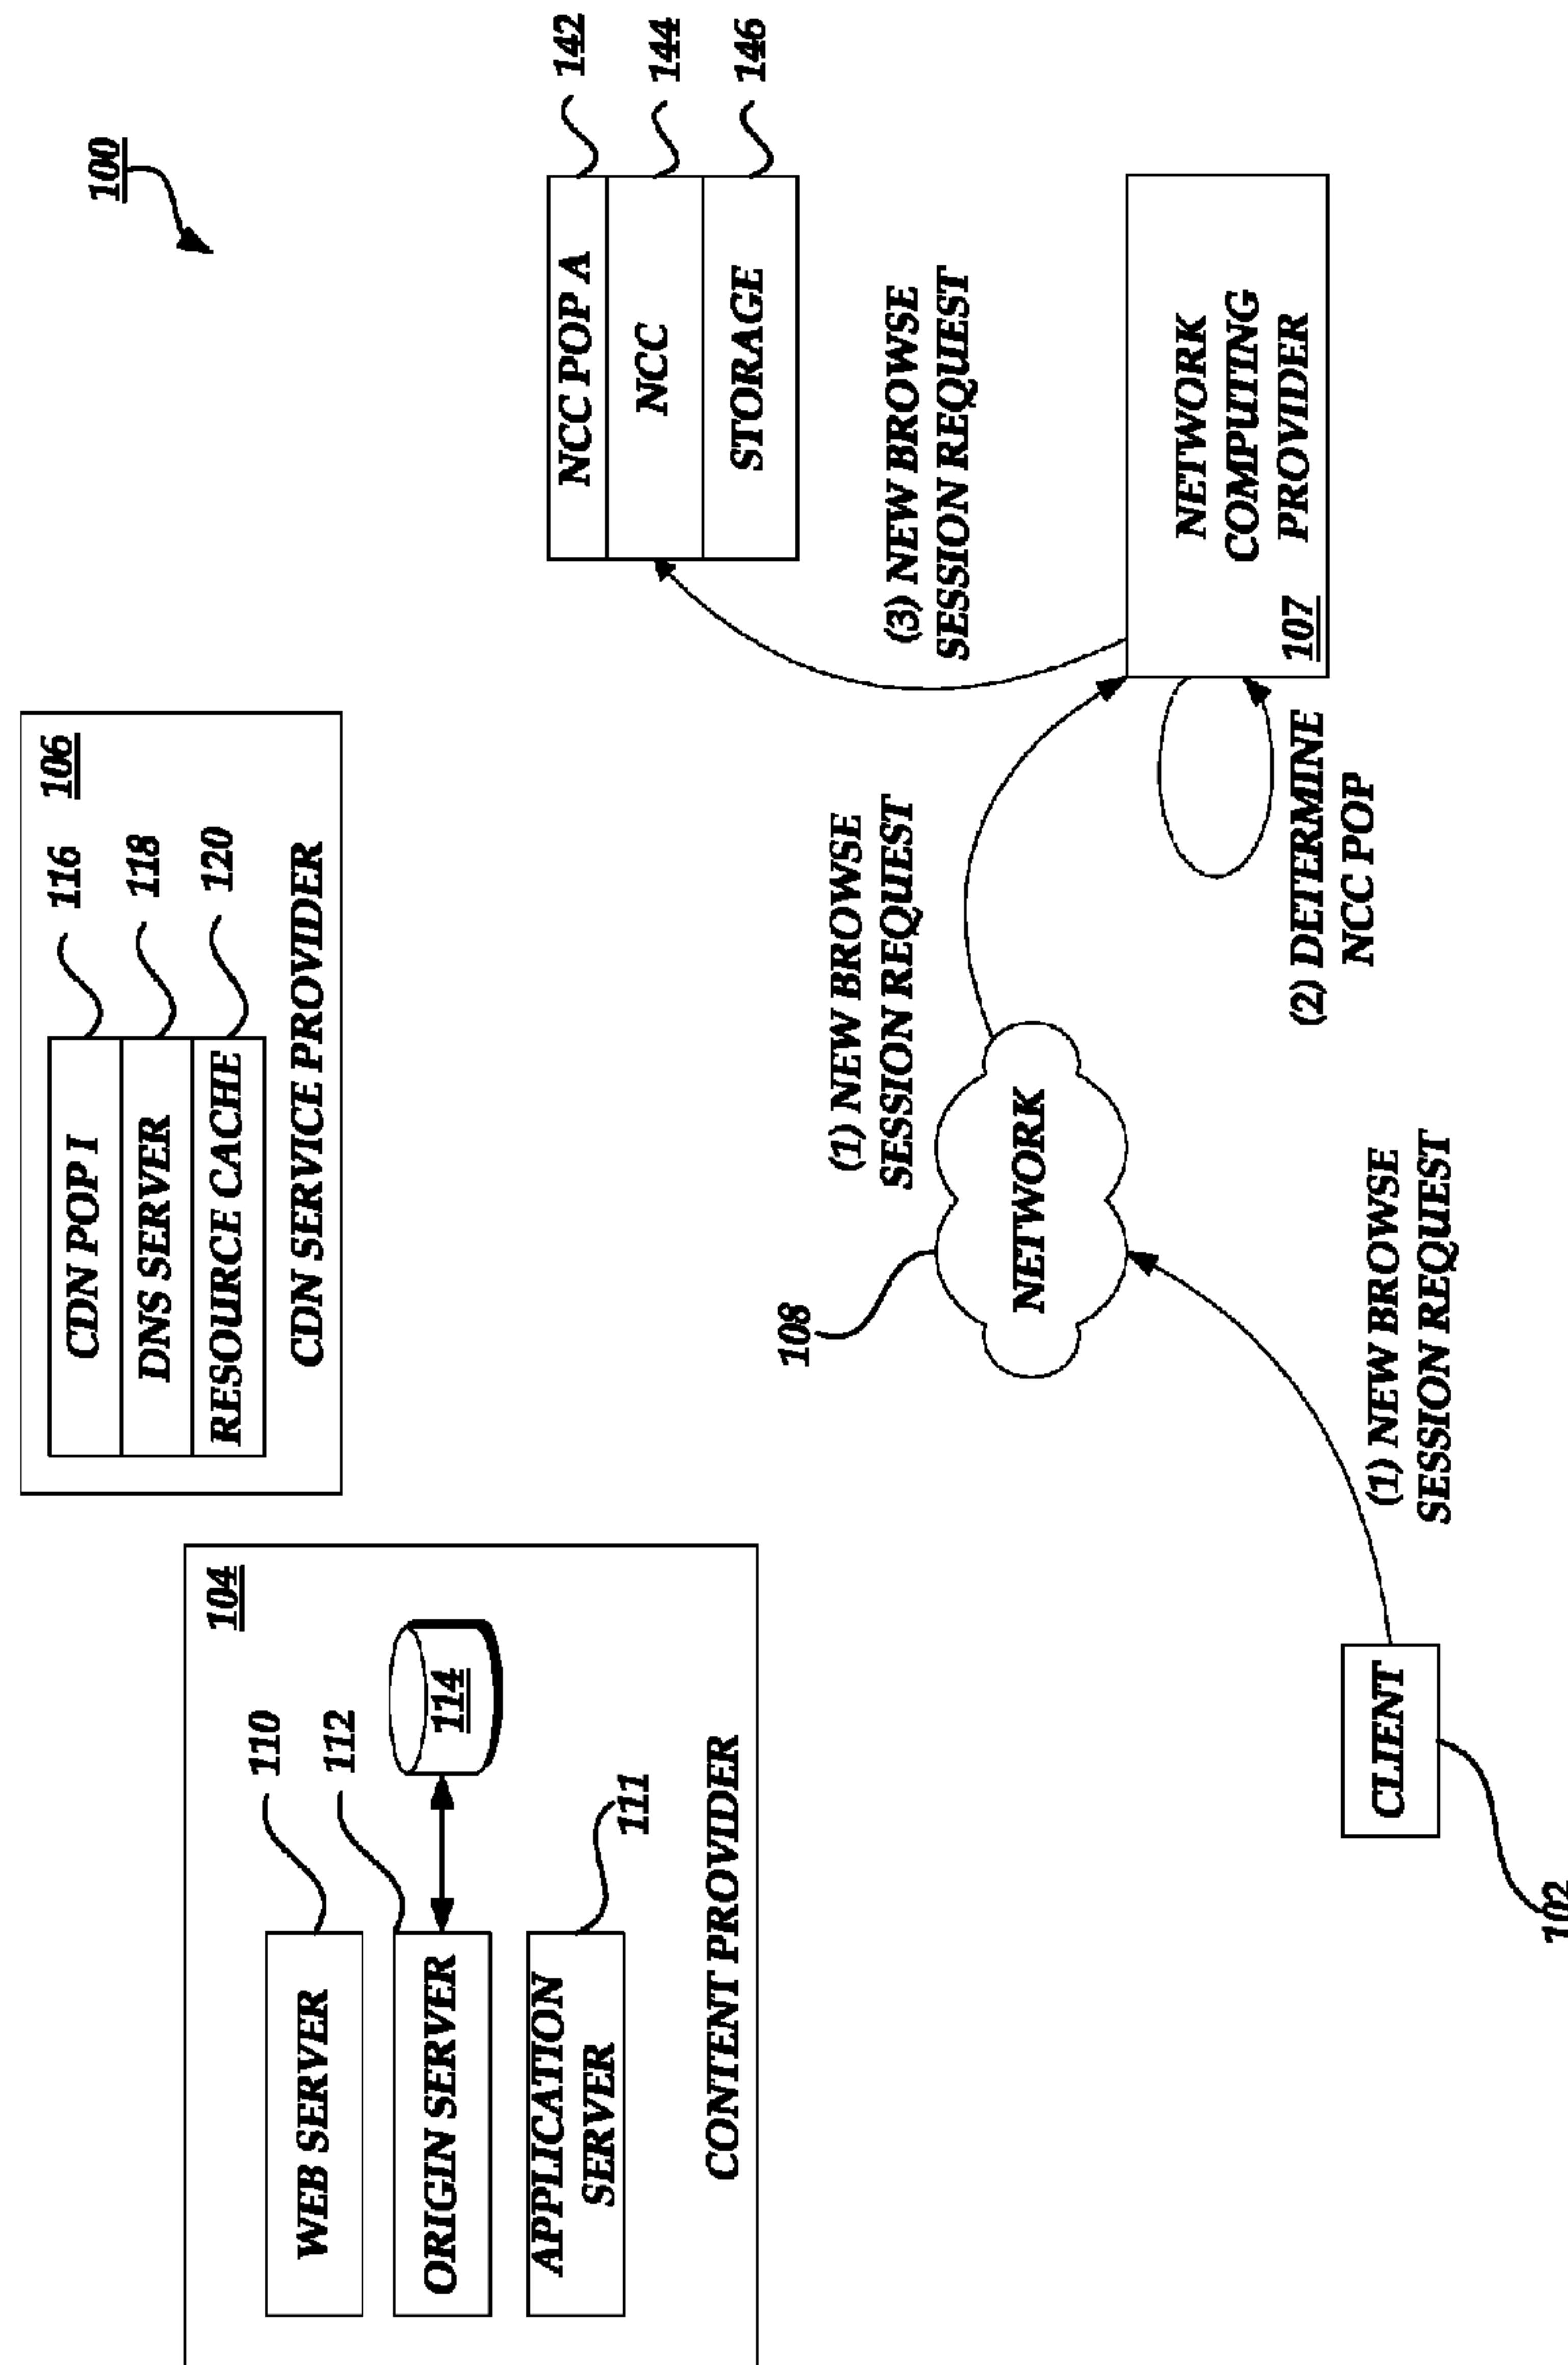 100
104
110
112
114
111
WEB SERVER
ORIGIN SERVER
APPLICATION
SERVER
CONTENT PROVIDER
106
116
118
120
CDN POP I
DNS SERVER
RESOURCE CACHE
CDN SERVICE PROVIDER
142
144
146
NCC POP A
NCC
STORAGE
108
NETWORK
(1) NEW BROWSE
SESSION REQUEST
(3) NEW BROWSE
SESSION REQUEST
NETWORK
COMPUTING
PROVIDER
107
(2) DETERMINE
NCC POP
(1) NEW BROWSE
SESSION REQUEST
CLIENT
102